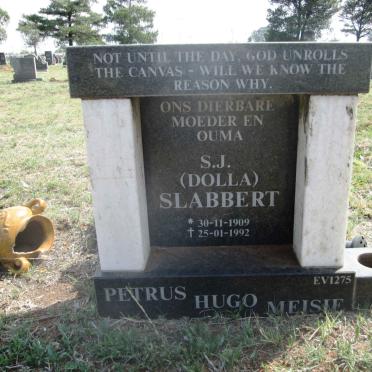 NOT UNTIL THE DAY, GOD UNROLLS
THE CANVAS - WILL WE KNOW THE
REASON WHY.
ONS DIERBARE
MOEDER EN
OUMA
S.J.
(DOLLA)
SLABBERT
* 30-11-1909
† 25-01-1992
EV1275
PETRUS HUGO MEISIE